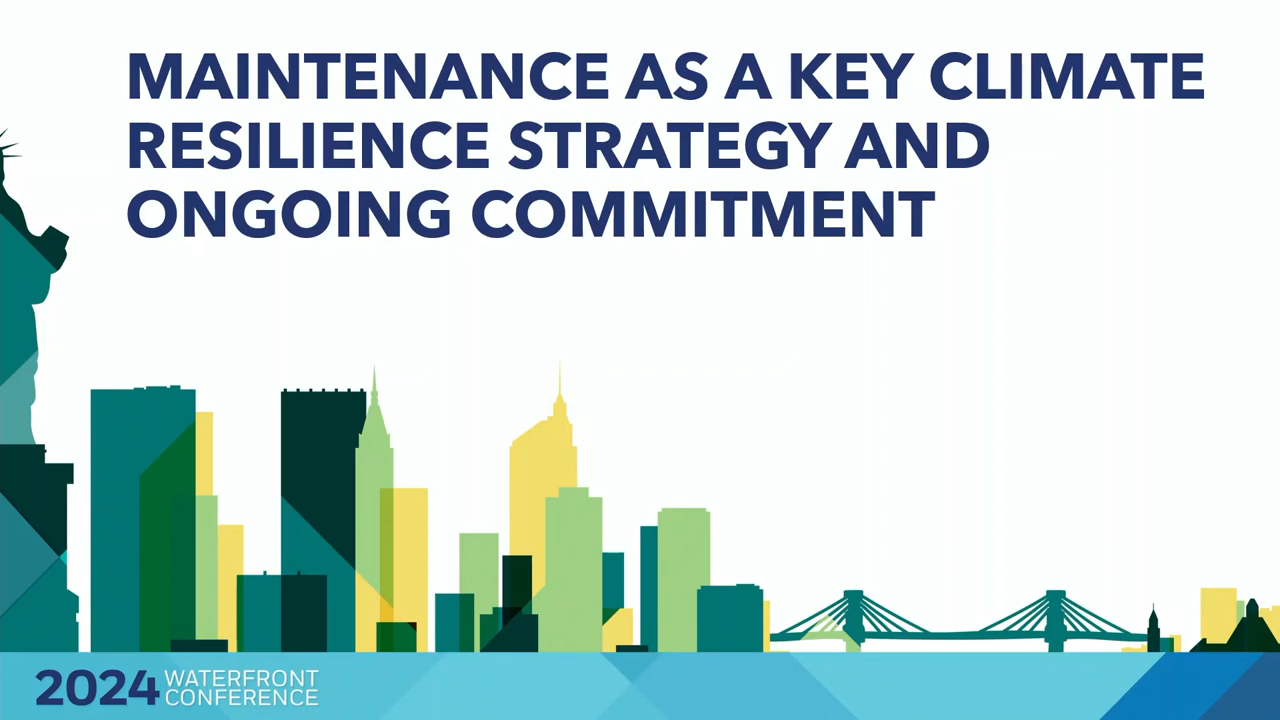 MAINTENANCE AS A KEY CLIMATE
RESILIENCE STRATEGY AND
ONGOING COMMITMENT
2024 WATERFRONT
CONFERENCE